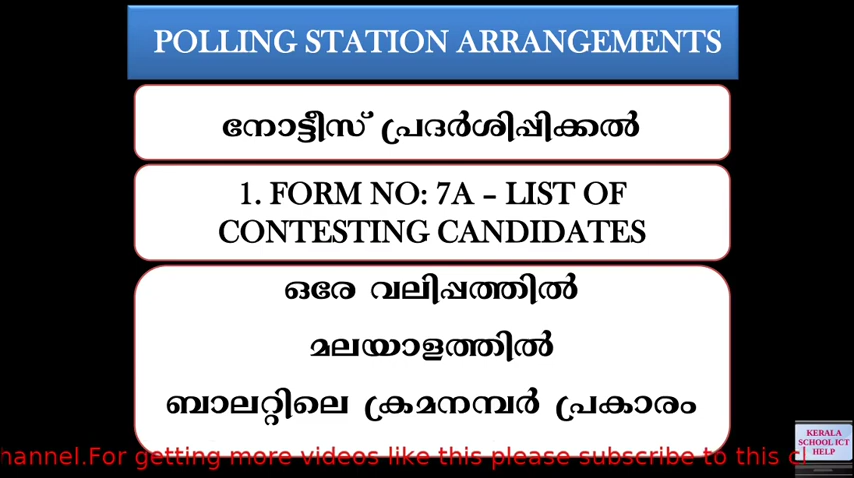 POLLING STATION ARRANGEMENTS
നോട്ടീസ് പ്രദർശിപ്പിക്കൽ
1. FORM NO: 7A – LIST OF
CONTESTING CANDIDATES
ഒരേ വലിപ്പത്തിൽ
മലയാളത്തിൽ
ബാലറ്റിലെ ക്രമനമ്പർ പ്രകാരം
KERALA
SCHOOL ICT
HELP
hannel.For getting more videos like this please subscribe to this c